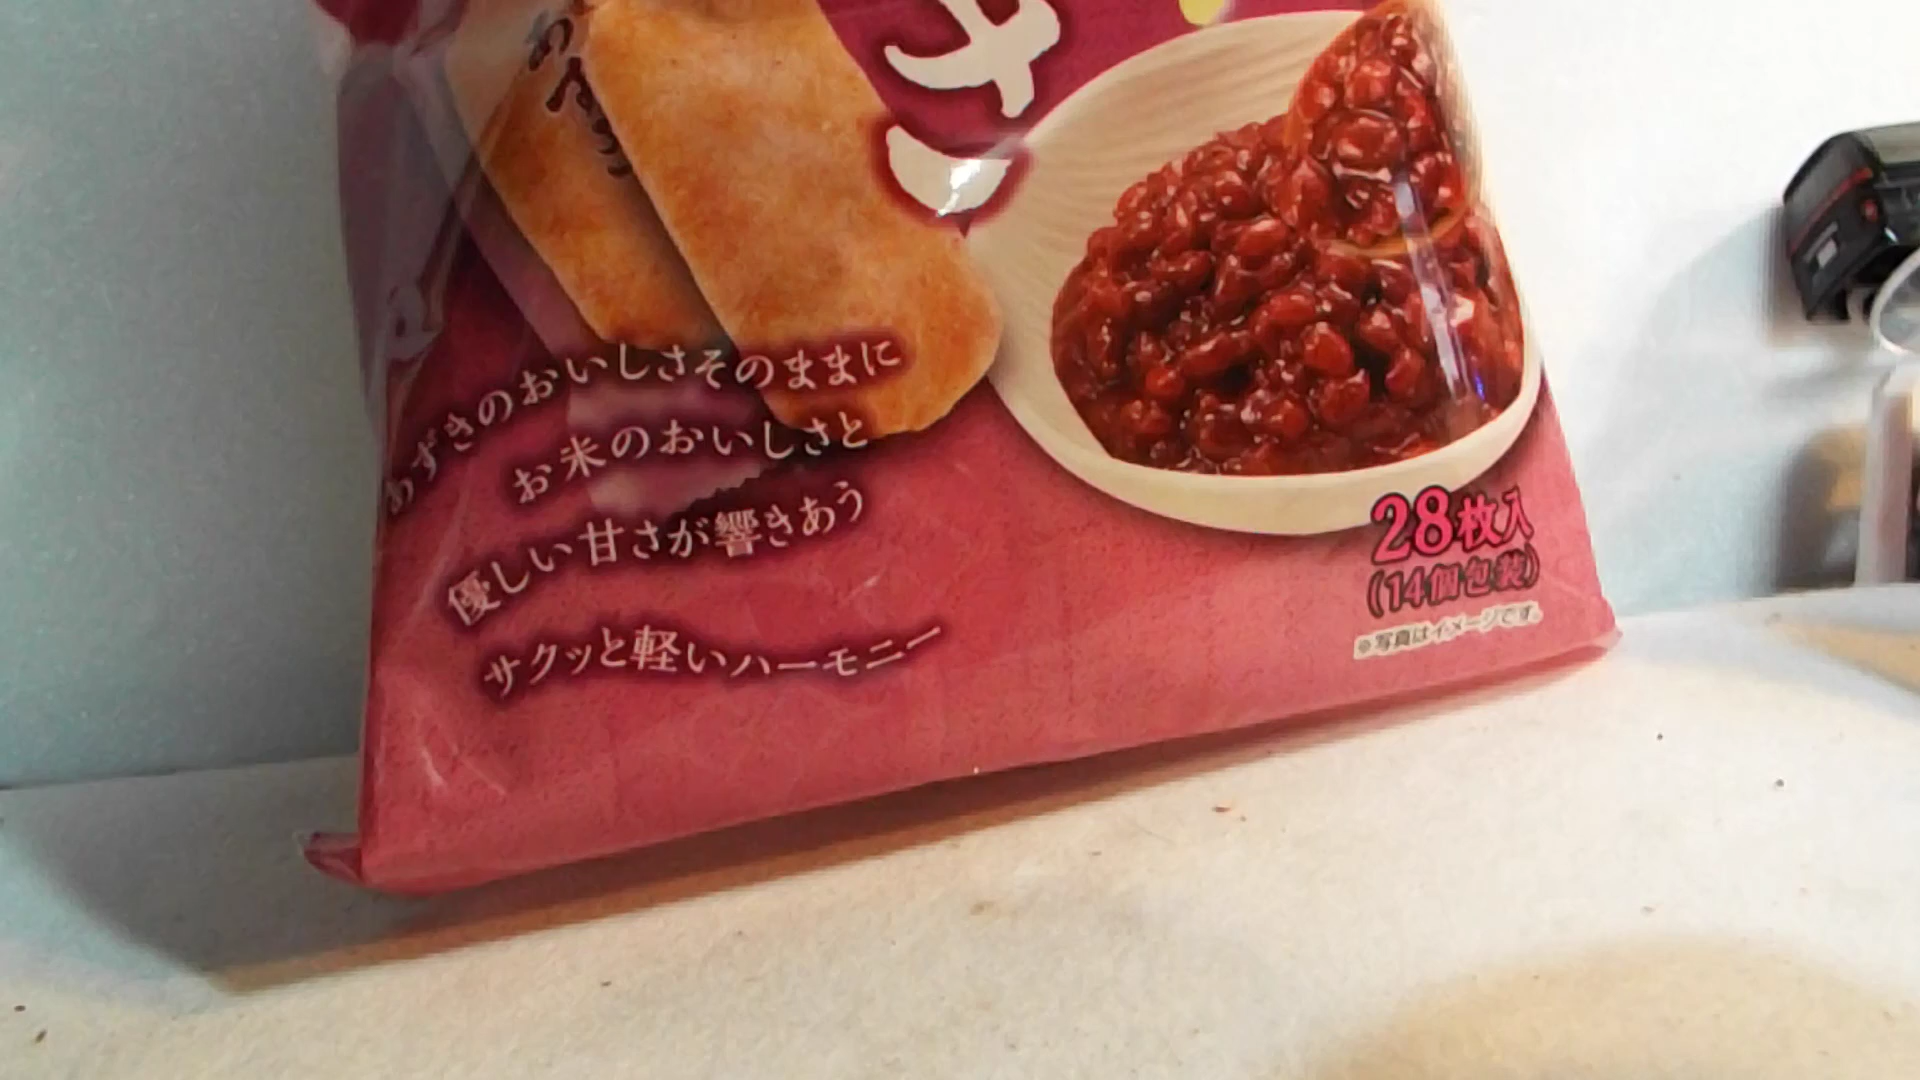 あずきのおいしさそのままに
お米のおいしさと
優しい甘さが響きあう
サクッと軽いハーモニー
28枚入
(14個包装)
※写真はイメージです。